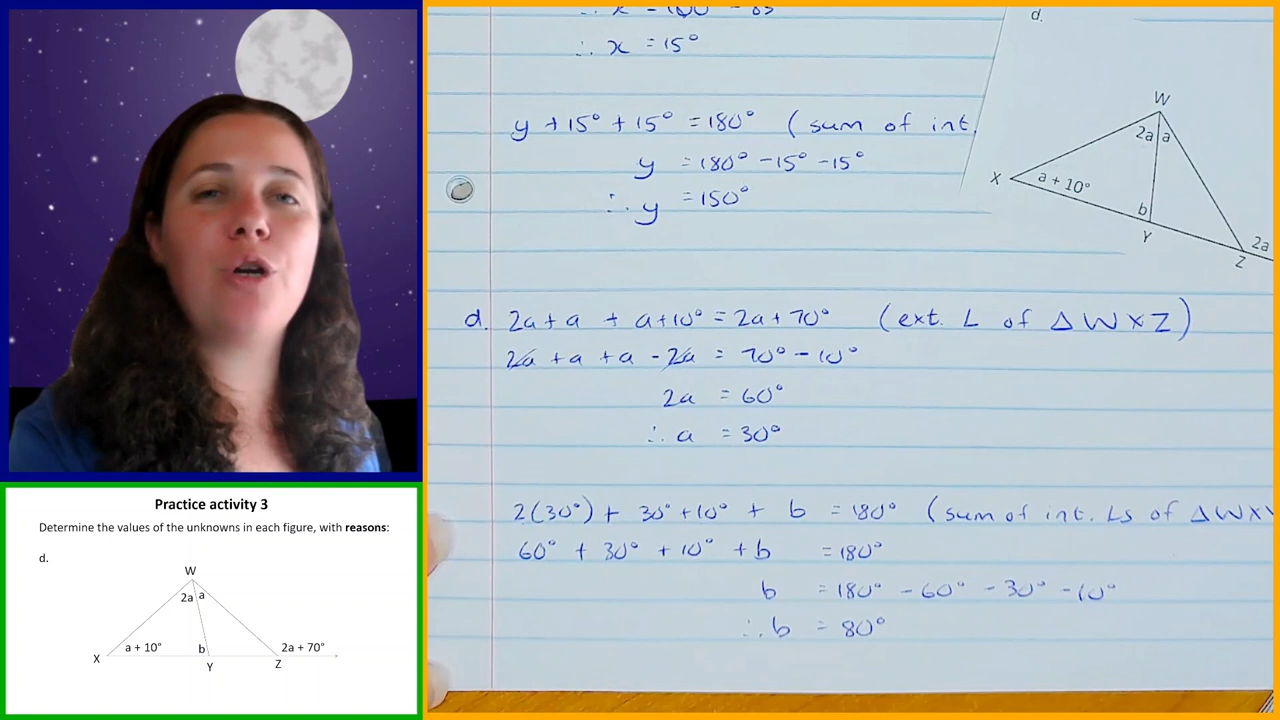 ∴ x = 15°
d.
y + 15° + 15° = 180° (sum of int.
y = 180° - 15° - 15°
∴ y = 150°
W
2a a
X
a + 10°
b
Y
2a
Z
d. 2a + a + a + 10° = 2a + 70° (ext. L of △WXZ)
2a + a + a - 2a = 70° - 10°
2a = 60°
∴ a = 30°
2(30°) + 30° + 10° + b = 180° (sum of int. Ls of △WXY
60° + 30° + 10° + b = 180°
b = 180° - 60° - 30° - 10°
∴ b = 80°
Practice activity 3
Determine the values of the unknowns in each figure, with reasons:
d.
W
2a a
a + 10°
b
2a + 70°
X
Y
Z